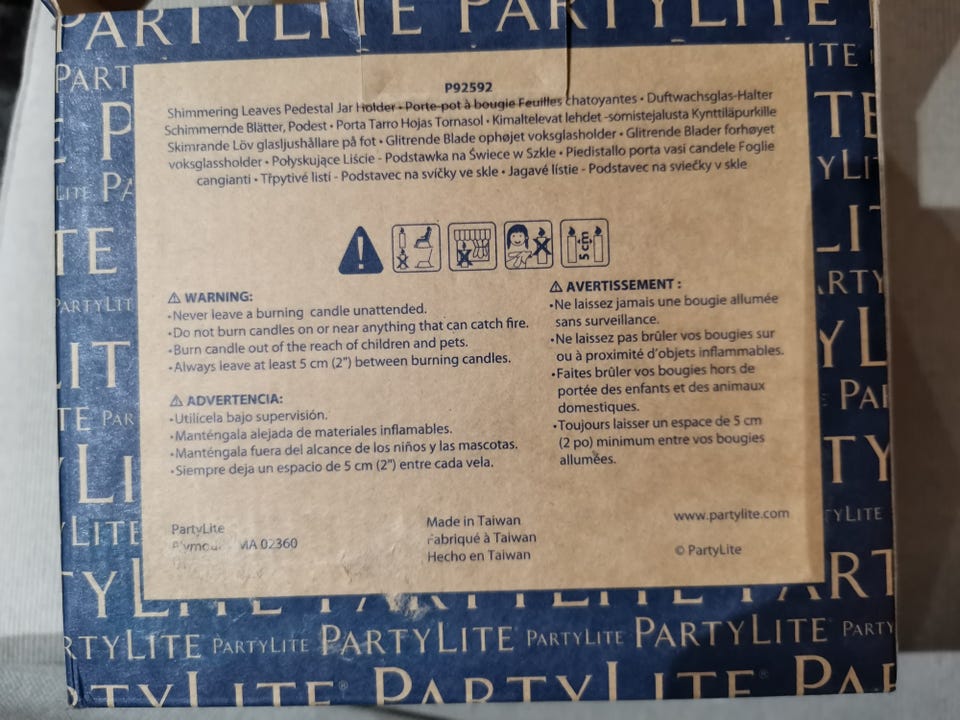 PARTYLITE PARTYLITE
PARTYLITE
P92592
Shimmering Leaves Pedestal Jar Holder • Porte-pot à bougie Feuilles chatoyantes • Duftwachsglas-Halter
Schimmernde Blätter, Podest • Porta Tarro Hojas Tornasol • Kimaltelevat lehdet -somistejalusta Kynttiläpurkille
Skimrande Löv glasljushållare på fot • Glitrende Blade ophøjet voksglasholder • Glitrende Blader forhøyet
voksglassholder • Połyskujące Liście - Podstawka na Świece w Szkle • Piedistallo porta vasi candele Foglie
cangianti • Třpytivé listí - Podstavec na svíčky ve skle • Jagavé lístie - Podstavec na sviečky v skle
5 cm
⚠ WARNING:
•Never leave a burning candle unattended.
•Do not burn candles on or near anything that can catch fire.
•Burn candle out of the reach of children and pets.
•Always leave at least 5 cm (2") between burning candles.
⚠ ADVERTENCIA:
•Utilicela bajo supervisión.
•Manténgala alejada de materiales inflamables.
•Manténgala fuera del alcance de los niños y las mascotas.
•Siempre deja un espacio de 5 cm (2") entre cada vela.
⚠ AVERTISSEMENT :
•Ne laissez jamais une bougie allumée
sans surveillance.
•Ne laissez pas brûler vos bougies sur
ou à proximité d'objets inflammables.
•Faites brûler vos bougies hors de
portée des enfants et des animaux
domestiques.
•Toujours laisser un espace de 5 cm
(2 po) minimum entre vos bougies
allumées.
PartyLite
MA 02360
Made in Taiwan
Fabriqué à Taiwan
Hecho en Taiwan
www.partylite.com
© PartyLite
PARTYLITE PARTYLITE PARTYLITE PARTYLITE PARTYLITE PARTY
PARTYLITE® PARTYLITE®